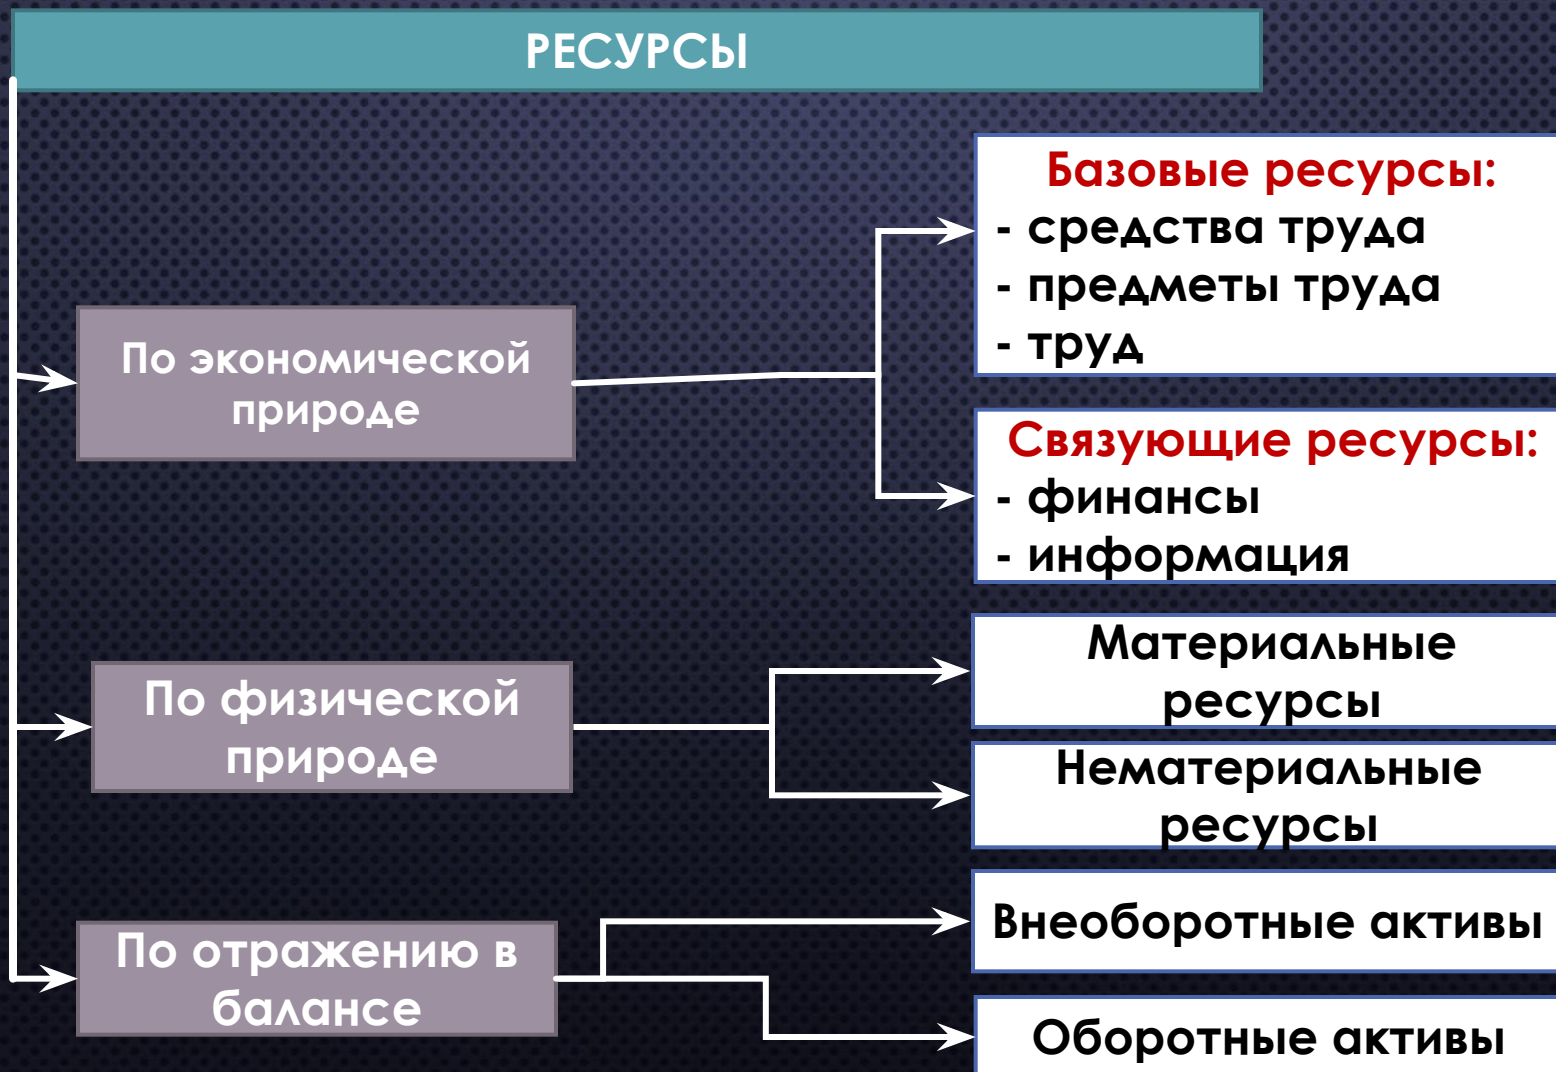 РЕСУРСЫ
Базовые ресурсы:
- средства труда
- предметы труда
- труд
По экономической
природе
Связующие ресурсы:
- финансы
- информация
Материальные
ресурсы
По физической
природе
Нематериальные
ресурсы
Внеоборотные активы
По отражению в
балансе
Оборотные активы